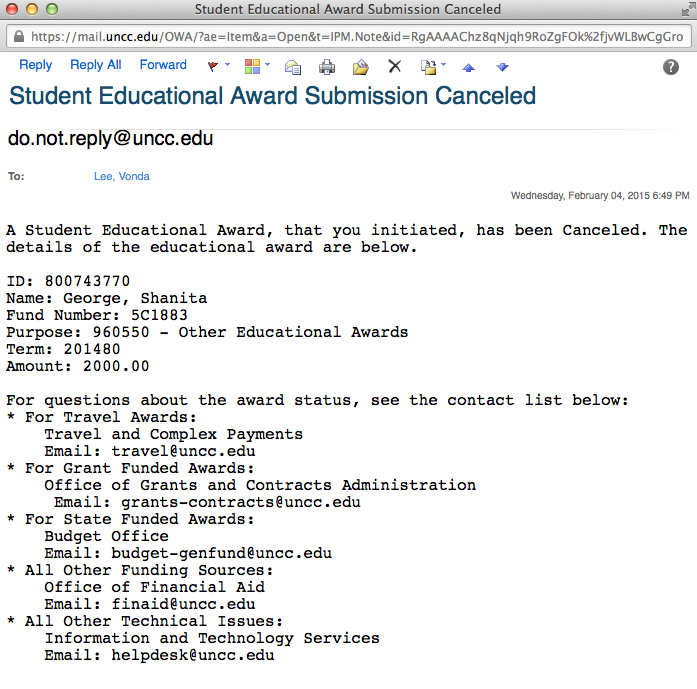 Student Educational Award Submission Canceled
https://mail.uncc.edu/OWA/?ae=Item&a=Open&t=IPM.Note&id=RgAAAAChz8qNjqh9RoZgFOk%2fjvWLBwCgGro
Reply Reply All Forward
Student Educational Award Submission Canceled
do.not.reply@uncc.edu
To: Lee, Vonda
Wednesday, February 04, 2015 6:49 PM
A Student Educational Award, that you initiated, has been Canceled. The
details of the educational award are below.
ID: 800743770
Name: George, Shanita
Fund Number: 5C1883
Purpose: 960550 - Other Educational Awards
Term: 201480
Amount: 2000.00
For questions about the award status, see the contact list below:
* For Travel Awards:
Travel and Complex Payments
Email: travel@uncc.edu
* For Grant Funded Awards:
Office of Grants and Contracts Administration
Email: grants-contracts@uncc.edu
* For State Funded Awards:
Budget Office
Email: budget-genfund@uncc.edu
* All Other Funding Sources:
Office of Financial Aid
Email: finaid@uncc.edu
* All Other Technical Issues:
Information and Technology Services
Email: helpdesk@uncc.edu